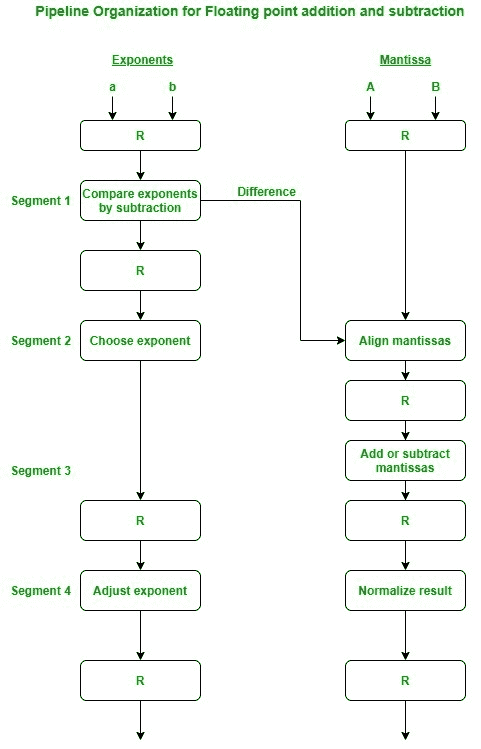 Pipeline Organization for Floating point addition and subtraction
Exponents
Mantissa
a
b
A
B
R
R
Segment 1
Compare exponents
by subtraction
Difference
R
Segment 2
Choose exponent
Align mantissas
R
Segment 3
Add or subtract
mantissas
R
R
Segment 4
Adjust exponent
Normalize result
R
R